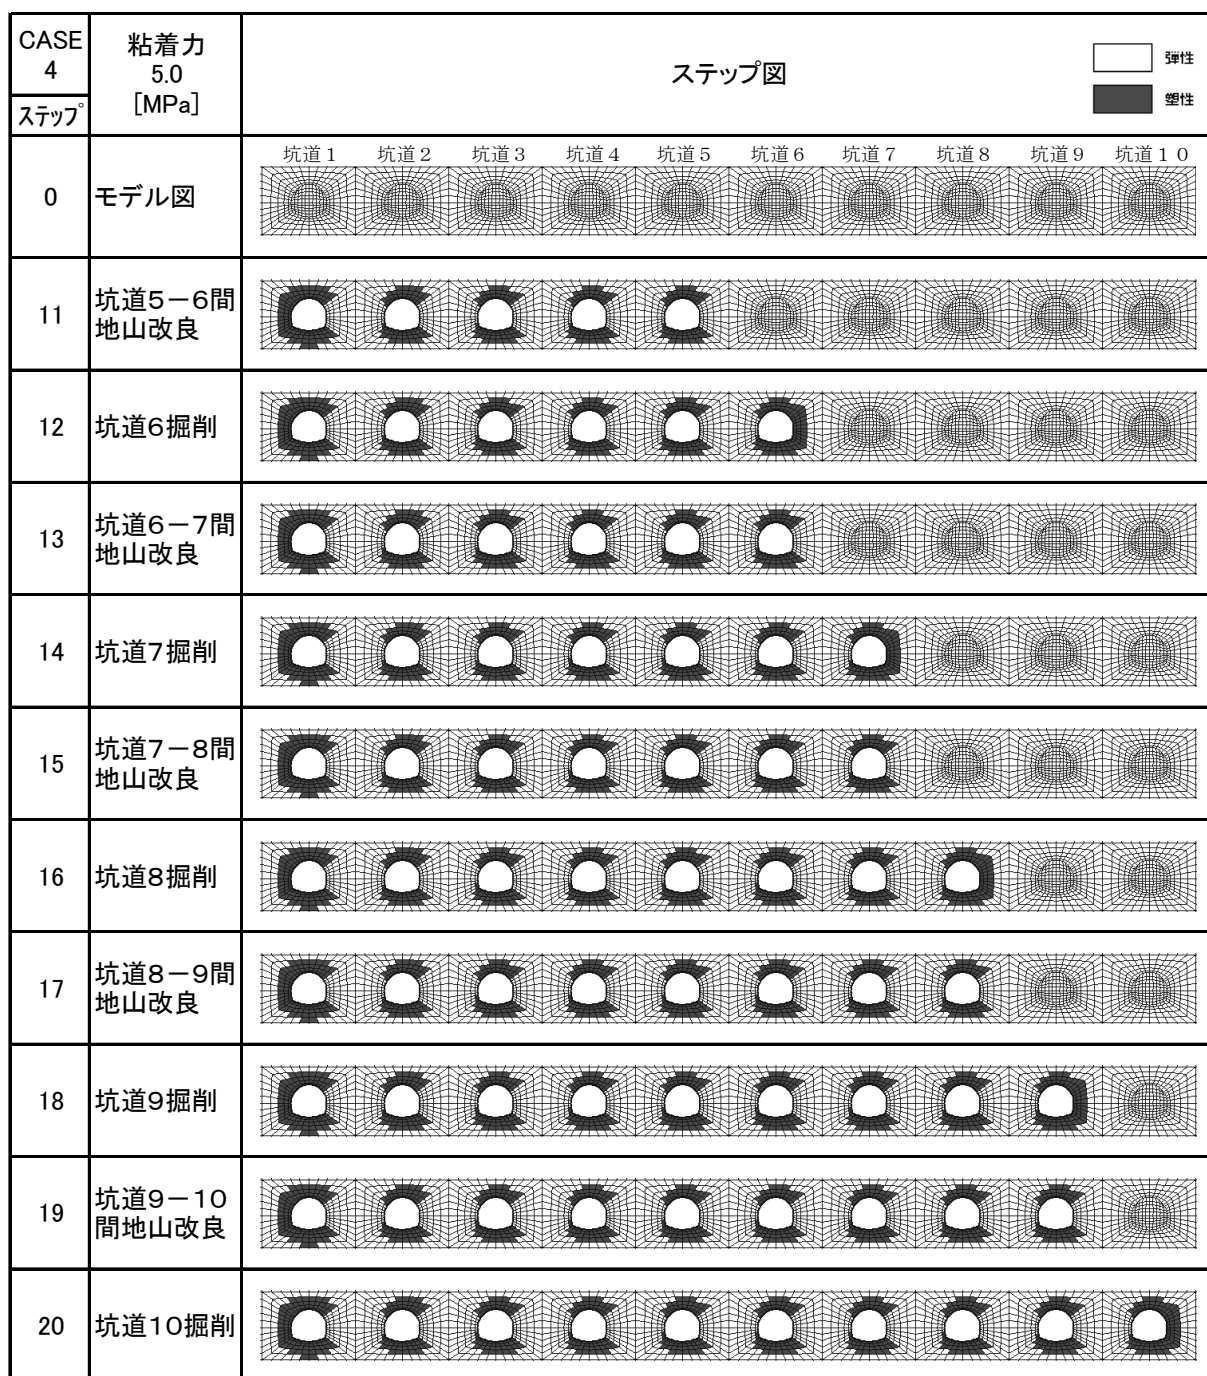 CASE
4
ステップ
粘着力
5.0
[MPa]
ステップ図
弾性
塑性
0
モデル図
坑道1 坑道2 坑道3 坑道4 坑道5 坑道6 坑道7 坑道8 坑道9 坑道10
11
坑道5-6間
地山改良
12
坑道6掘削
13
坑道6-7間
地山改良
14
坑道7掘削
15
坑道7-8間
地山改良
16
坑道8掘削
17
坑道8-9間
地山改良
18
坑道9掘削
19
坑道9-10
間地山改良
20
坑道10掘削